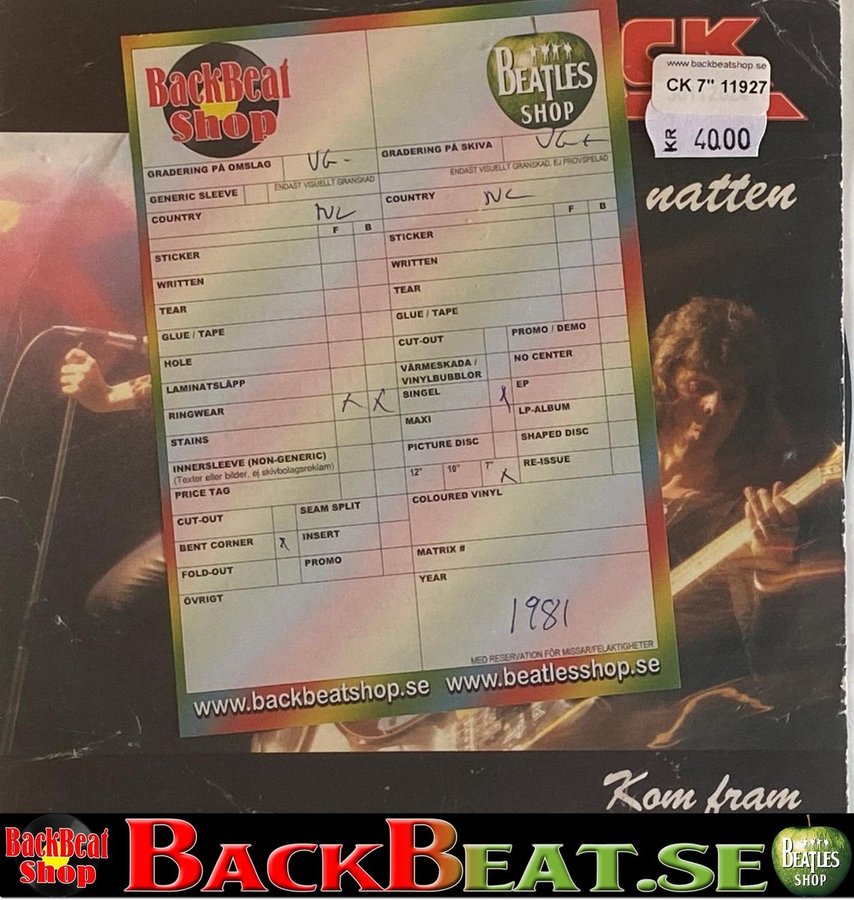 CK
www.backbeatshop.se
CK 7" 11927
KR 4000
natten
BackBeat
Shop
BEATLES
SHOP
GRADERING PÅ OMSLAG VG-
ENDAST VISUELLT GRANSKAD
GENERIC SLEEVE
COUNTRY NL
F B
STICKER
WRITTEN
TEAR
GLUE / TAPE
HOLE
LAMINATSLÄPP
RINGWEAR X X
STAINS
INNERSLEEVE (NON-GENERIC)
(Texter eller bilder, ej skivbolagsreklam)
PRICE TAG
CUT-OUT SEAM SPLIT
BENT CORNER X INSERT
FOLD-OUT PROMO
ÖVRIGT
GRADERING PÅ SKIVA VG+
ENDAST VISUELLT GRANSKAD, EJ PROVSPELAD
COUNTRY NL
F B
STICKER
WRITTEN
TEAR
GLUE / TAPE
CUT-OUT PROMO / DEMO
VÄRMESKADA /
VINYLBUBBLOR NO CENTER
SINGEL X EP
MAXI LP-ALBUM
PICTURE DISC SHAPED DISC
12" 10" 7" X RE-ISSUE
COLOURED VINYL
MATRIX #
YEAR
1981
MED RESERVATION FÖR MISSAR/FELAKTIGHETER
www.backbeatshop.se www.beatlesshop.se
Kom fram
BackBeat
Shop
BACKBEAT.SE
BEATLES
SHOP